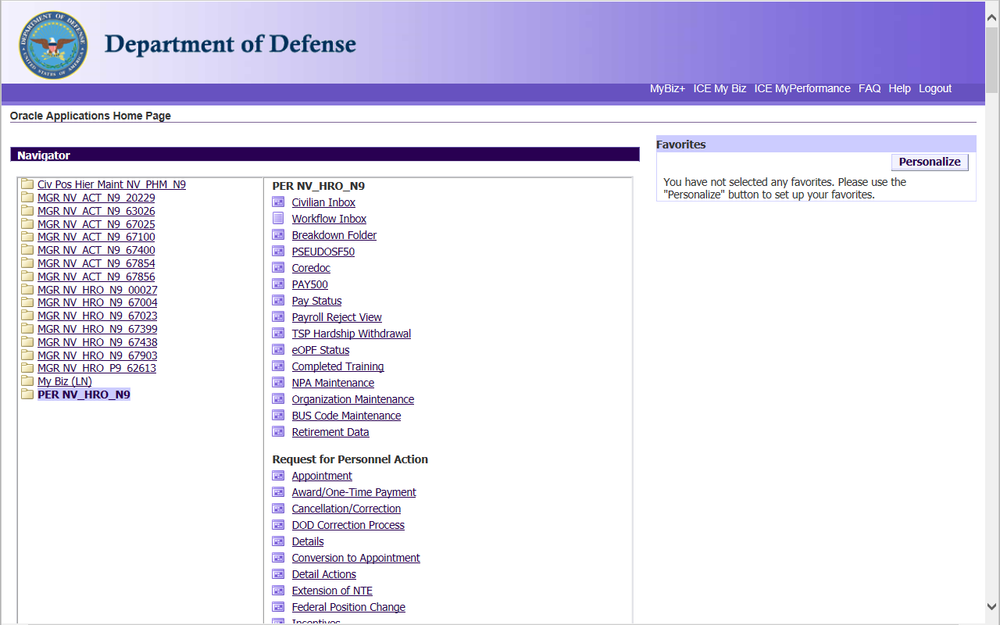 DEPARTMENT OF DEFENSE
UNITED STATES OF AMERICA
Department of Defense
MyBiz+ ICE My Biz ICE MyPerformance FAQ Help Logout
Oracle Applications Home Page
Navigator
Civ Pos Hier Maint NV_PHM_N9
MGR NV_ACT_N9_20229
MGR NV_ACT_N9_63026
MGR NV_ACT_N9_67025
MGR NV_ACT_N9_67100
MGR NV_ACT_N9_67400
MGR NV_ACT_N9_67854
MGR NV_ACT_N9_67856
MGR NV_HRO_N9_00027
MGR NV_HRO_N9_67004
MGR NV_HRO_N9_67023
MGR NV_HRO_N9_67399
MGR NV_HRO_N9_67438
MGR NV_HRO_N9_67903
MGR NV_HRO_P9_62613
My Biz (LN)
PER NV_HRO_N9
PER NV_HRO_N9
Civilian Inbox
Workflow Inbox
Breakdown Folder
PSEUDOSF50
Coredoc
PAY500
Pay Status
Payroll Reject View
TSP Hardship Withdrawal
eOPF Status
Completed Training
NPA Maintenance
Organization Maintenance
BUS Code Maintenance
Retirement Data
Request for Personnel Action
Appointment
Award/One-Time Payment
Cancellation/Correction
DOD Correction Process
Details
Conversion to Appointment
Detail Actions
Extension of NTE
Federal Position Change
Incentives
Favorites
Personalize
You have not selected any favorites. Please use the
"Personalize" button to set up your favorites.